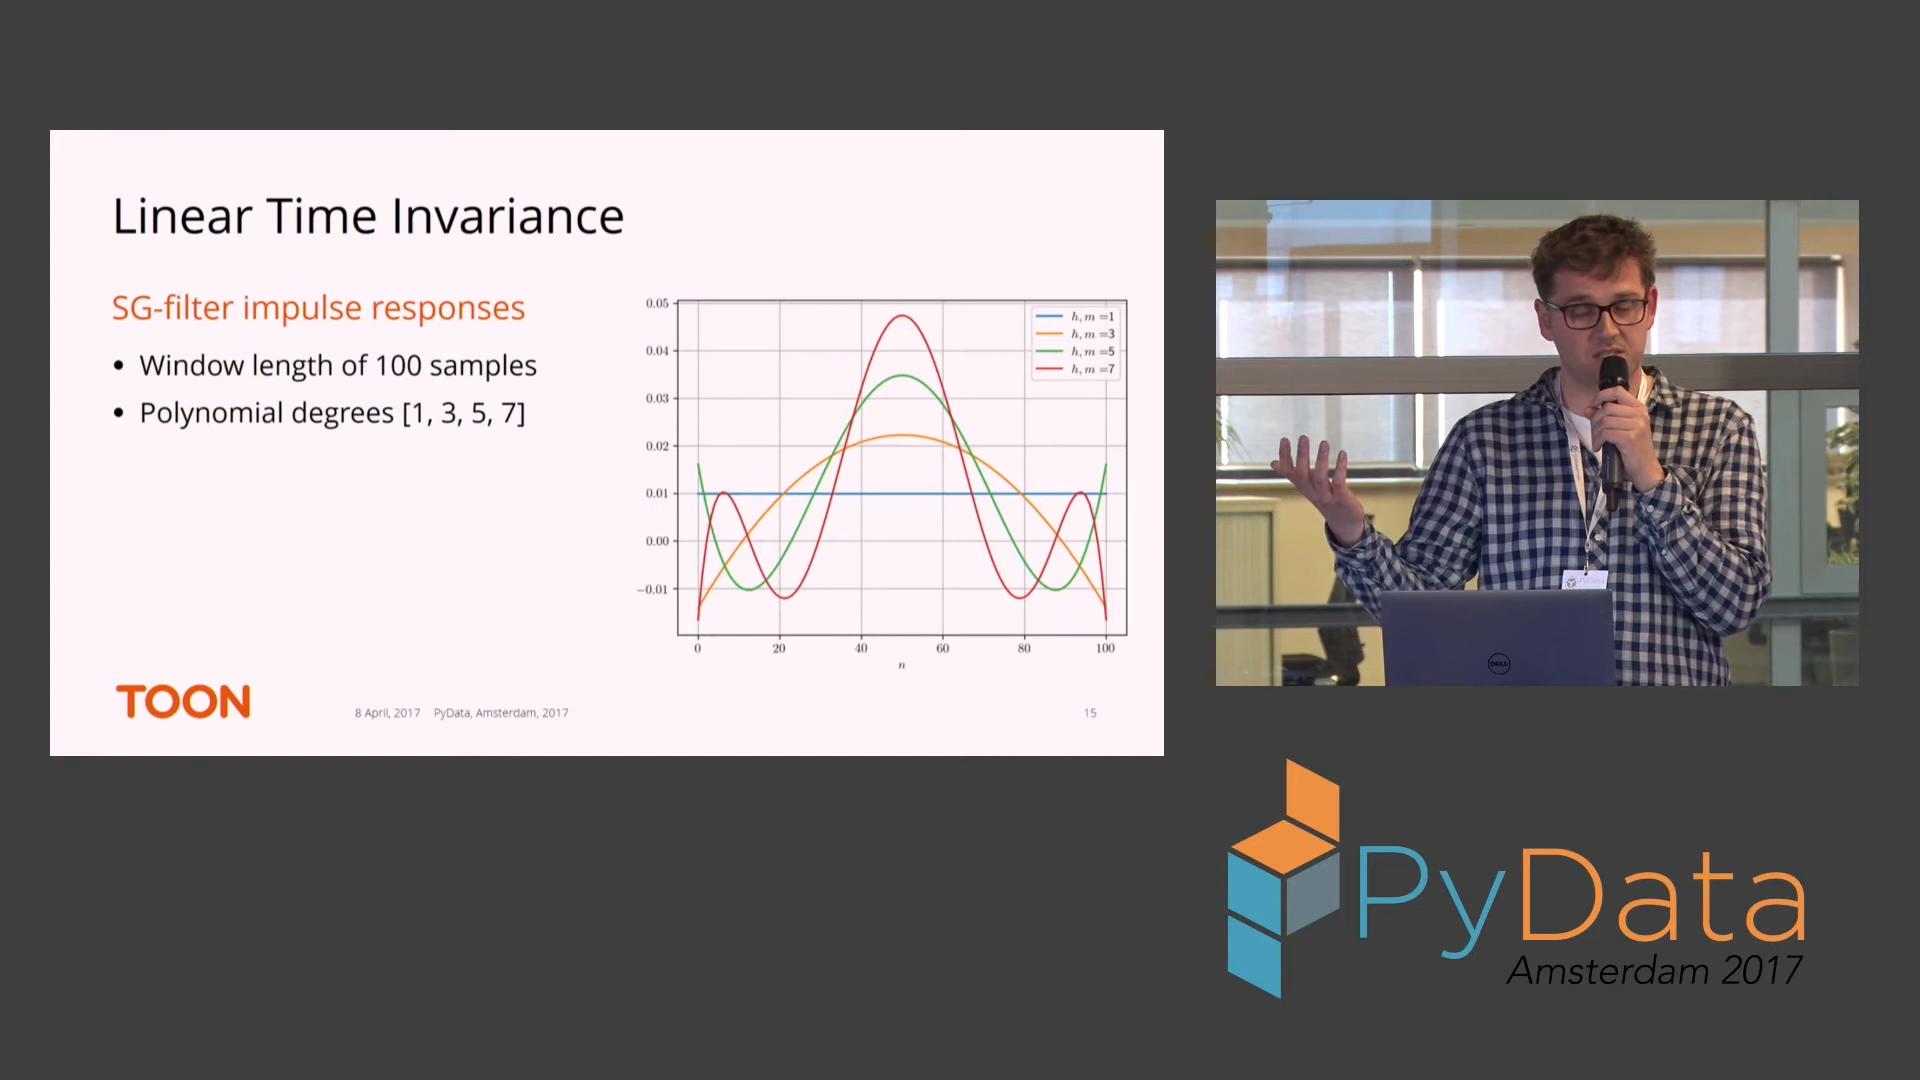 Linear Time Invariance
SG-filter impulse responses
• Window length of 100 samples
• Polynomial degrees [1, 3, 5, 7]
0.05
0.04
0.03
0.02
0.01
0.00
−0.01
0 20 40 60 80 100
n
h, m =1
h, m =3
h, m =5
h, m =7
TOON
8 April, 2017 PyData, Amsterdam, 2017
15
PyData
DELL
PyData
Amsterdam 2017